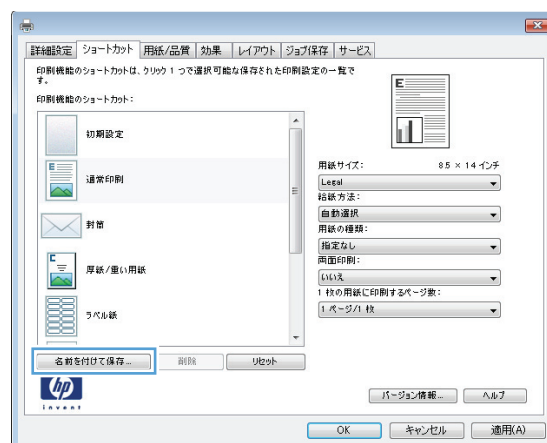 詳細設定 ショートカット 用紙/品質 効果 レイアウト ジョブ保存 サービス
印刷機能のショートカットは、クリック 1 つで選択可能な保存された印刷設定の一覧で
す。
印刷機能のショートカット:
初期設定
通常印刷
封筒
厚紙/重い用紙
ラベル紙
名前を付けて保存... 削除 リセット
E
用紙サイズ: 8.5 × 14 インチ
Legal
給紙方法:
自動選択
用紙の種類:
指定なし
両面印刷:
いいえ
1 枚の用紙に印刷するページ数:
1 ページ/1 枚
hp
invent
バージョン情報... ヘルプ
OK キャンセル 適用(A)